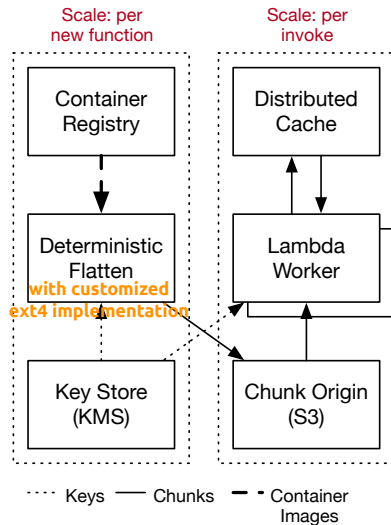 Scale: per
new function
Scale: per
invoke
Container
Registry
Distributed
Cache
Deterministic
Flatten
with customized
ext4 implementation
Lambda
Worker
Key Store
(KMS)
Chunk Origin
(S3)
Keys
Chunks
Container
Images